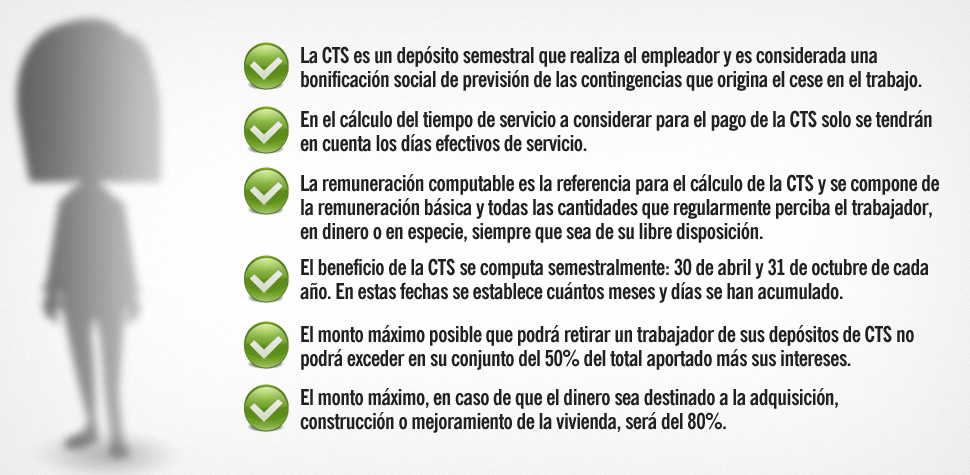 La CTS es un depósito semestral que realiza el empleador y es considerada una
bonificación social de previsión de las contingencias que origina el cese en el trabajo.
En el cálculo del tiempo de servicio a considerar para el pago de la CTS solo se tendrán
en cuenta los días efectivos de servicio.
La remuneración computable es la referencia para el cálculo de la CTS y se compone de
la remuneración básica y todas las cantidades que regularmente perciba el trabajador,
en dinero o en especie, siempre que sea de su libre disposición.
El beneficio de la CTS se computa semestralmente: 30 de abril y 31 de octubre de cada
año. En estas fechas se establece cuántos meses y días se han acumulado.
El monto máximo posible que podrá retirar un trabajador de sus depósitos de CTS no
podrá exceder en su conjunto del 50% del total aportado más sus intereses.
El monto máximo, en caso de que el dinero sea destinado a la adquisición,
construcción o mejoramiento de la vivienda, será del 80%.